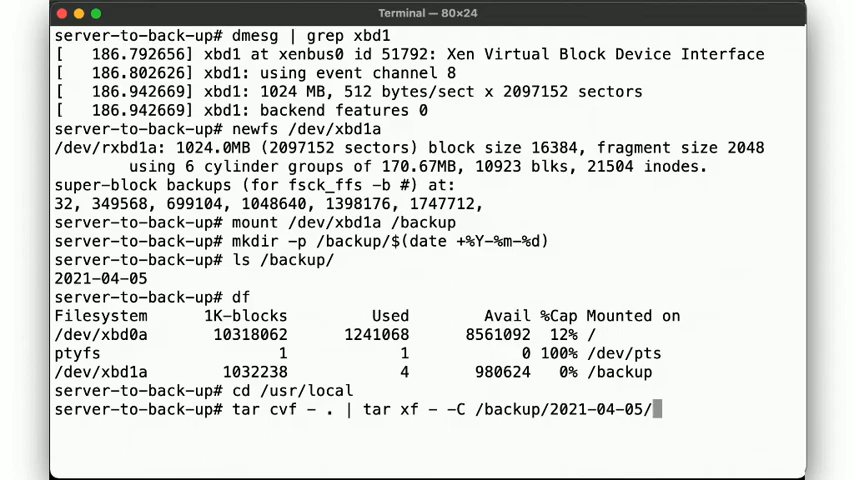 Terminal — 80×24
server-to-back-up# dmesg | grep xbd1
[   186.792656] xbd1 at xenbus0 id 51792: Xen Virtual Block Device Interface
[   186.802626] xbd1: using event channel 8
[   186.942669] xbd1: 1024 MB, 512 bytes/sect x 2097152 sectors
[   186.942669] xbd1: backend features 0
server-to-back-up# newfs /dev/xbd1a
/dev/rxbd1a: 1024.0MB (2097152 sectors) block size 16384, fragment size 2048
        using 6 cylinder groups of 170.67MB, 10923 blks, 21504 inodes.
super-block backups (for fsck_ffs -b #) at:
32, 349568, 699104, 1048640, 1398176, 1747712,
server-to-back-up# mount /dev/xbd1a /backup
server-to-back-up# mkdir -p /backup/$(date +%Y-%m-%d)
server-to-back-up# ls /backup/
2021-04-05
server-to-back-up# df
Filesystem     1K-blocks         Used        Avail %Cap Mounted on
/dev/xbd0a      10318062      1241068      8561092  12% /
ptyfs                  1            1            0 100% /dev/pts
/dev/xbd1a       1032238            4       980624   0% /backup
server-to-back-up# cd /usr/local
server-to-back-up# tar cvf - . | tar xf - -C /backup/2021-04-05/